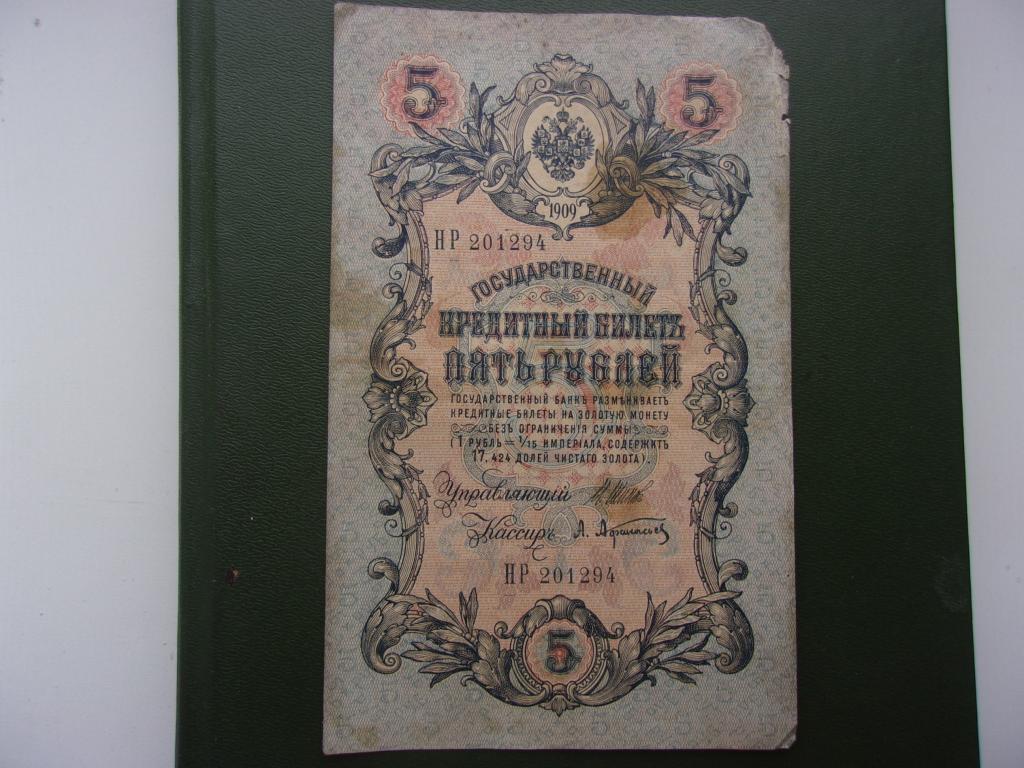 5 5
1909
НР 201294
ГОСУДАРСТВЕННЫЙ
КРЕДИТНЫЙ БИЛЕТЪ
ПЯТЬ РУБЛЕЙ
ГОСУДАРСТВЕННЫЙ БАНКЪ РАЗМѢНИВАЕТЪ
КРЕДИТНЫЕ БИЛЕТЫ НА ЗОЛОТУЮ МОНЕТУ
БЕЗЪ ОГРАНИЧЕНІЯ СУММЫ
(1 РУБЛЬ = 1/15 ИМПЕРІАЛА, СОДЕРЖИТЪ
17,424 ДОЛЕЙ ЧИСТАГО ЗОЛОТА).
Управляющій
Кассиръ А. Афанасьев
НР 201294
5